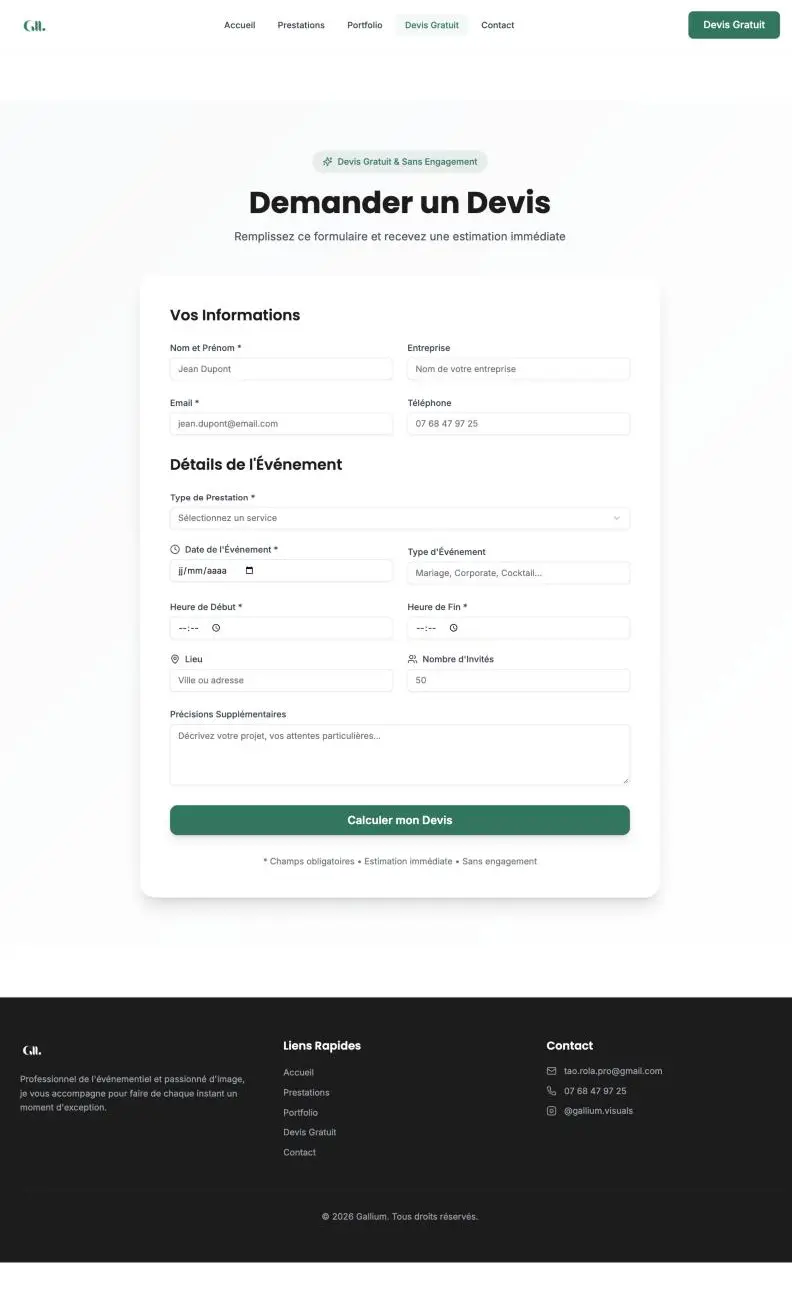 Gll.
Accueil
Prestations
Portfolio
Devis Gratuit
Contact
Devis Gratuit
Devis Gratuit & Sans Engagement
Demander un Devis
Remplissez ce formulaire et recevez une estimation immédiate
Vos Informations
Nom et Prénom *
Entreprise
Jean Dupont
Nom de votre entreprise
Email *
Téléphone
jean.dupont@email.com
07 68 47 97 25
Détails de l'Événement
Type de Prestation *
Sélectionnez un service
Date de l'Événement *
Type d'Événement
jj/mm/aaaa
Mariage, Corporate, Cocktail...
Heure de Début *
Heure de Fin *
--:--
--:--
Lieu
Nombre d'Invités
Ville ou adresse
50
Précisions Supplémentaires
Décrivez votre projet, vos attentes particulières...
Calculer mon Devis
* Champs obligatoires • Estimation immédiate • Sans engagement
Gll.
Professionnel de l'événementiel et passionné d'image,
je vous accompagne pour faire de chaque instant un
moment d'exception.
Liens Rapides
Accueil
Prestations
Portfolio
Devis Gratuit
Contact
Contact
tao.rola.pro@gmail.com
07 68 47 97 25
@gallium.visuals
© 2026 Gallium. Tous droits réservés.